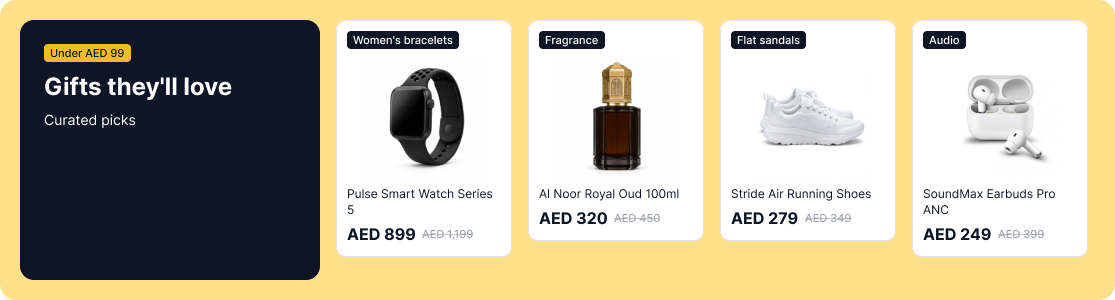 Under AED 99
Gifts they'll love
Curated picks
Women's bracelets
Pulse Smart Watch Series
5
AED 899 AED 1,199
Fragrance
Al Noor Royal Oud 100ml
AED 320 AED 450
Flat sandals
Stride Air Running Shoes
AED 279 AED 349
Audio
SoundMax Earbuds Pro
ANC
AED 249 AED 399